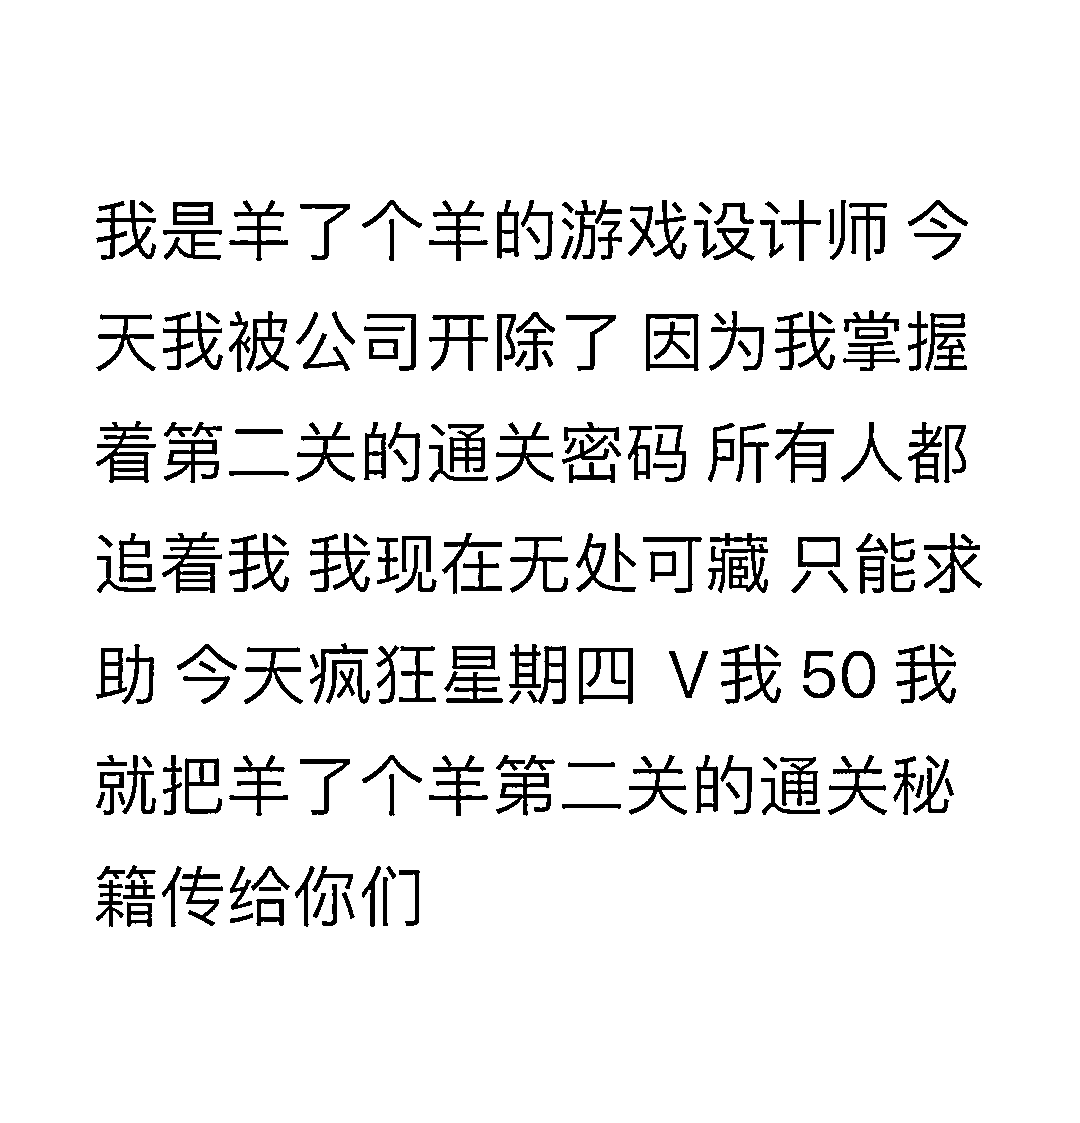 我是羊了个羊的游戏设计师 今
天我被公司开除了 因为我掌握
着第二关的通关密码 所有人都
追着我 我现在无处可藏 只能求
助 今天疯狂星期四 V我 50 我
就把羊了个羊第二关的通关秘
籍传给你们